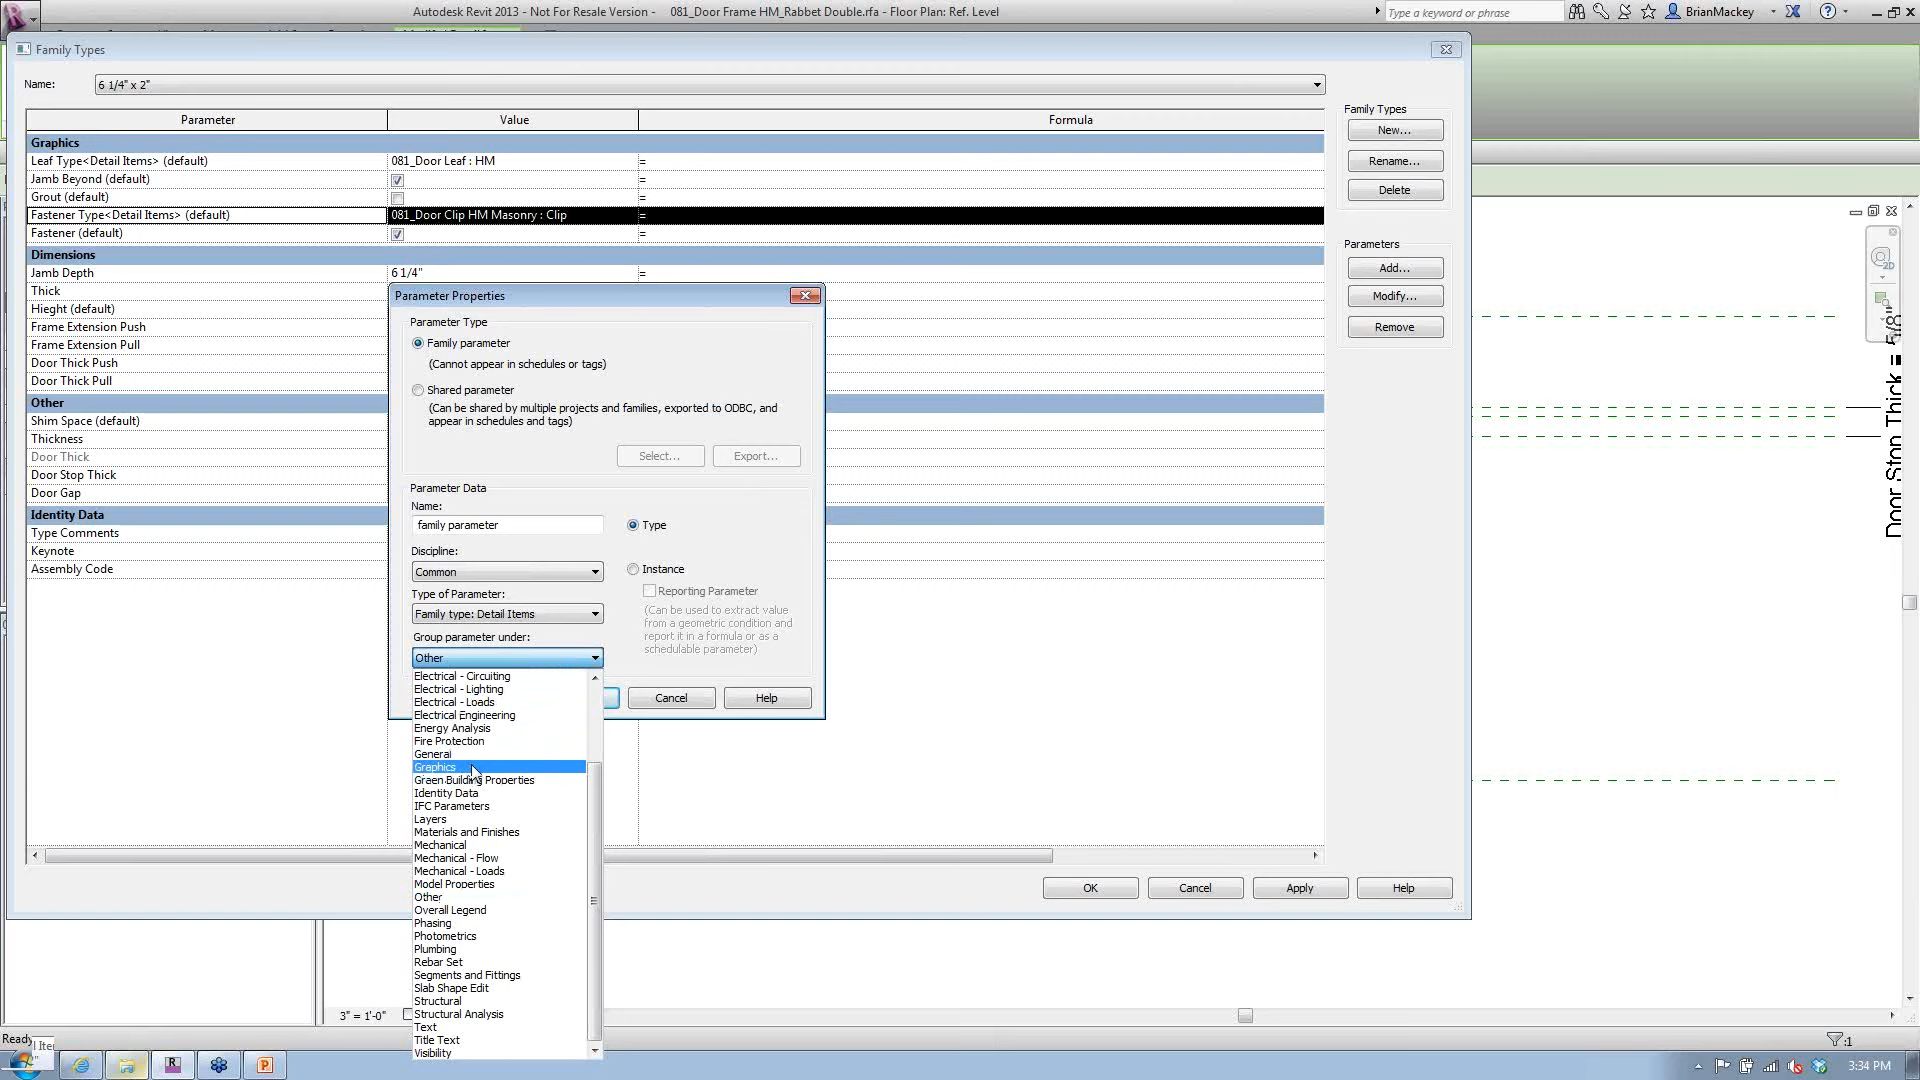 Autodesk Revit 2013 - Not For Resale Version -    081_Door Frame HM_Rabbet Double.rfa - Floor Plan: Ref. Level
Type a keyword or phrase
BrianMackey
Family Types
Name:
6 1/4" x 2"
Parameter
Value
Formula
Graphics
Leaf Type<Detail Items> (default)
081_Door Leaf : HM
=
Jamb Beyond (default)
=
Grout (default)
=
Fastener Type<Detail Items> (default)
081_Door Clip HM Masonry : Clip
=
Fastener (default)
=
Dimensions
Jamb Depth
6 1/4"
=
Thick
Hieght (default)
Frame Extension Push
Frame Extension Pull
Door Thick Push
Door Thick Pull
Other
Shim Space (default)
Thickness
Door Thick
Door Stop Thick
Door Gap
Identity Data
Type Comments
Keynote
Assembly Code
Family Types
New...
Rename...
Delete
Parameters
Add...
Modify...
Remove
OK
Cancel
Apply
Help
Parameter Properties
Parameter Type
Family parameter
(Cannot appear in schedules or tags)
Shared parameter
(Can be shared by multiple projects and families, exported to ODBC, and
appear in schedules and tags)
Select...
Export...
Parameter Data
Name:
family parameter
Type
Discipline:
Common
Instance
Type of Parameter:
Reporting Parameter
Family type: Detail Items
(Can be used to extract value
from a geometric condition and
report it in a formula or as a
schedulable parameter)
Group parameter under:
Other
Cancel
Help
Electrical - Circuiting
Electrical - Lighting
Electrical - Loads
Electrical Engineering
Energy Analysis
Fire Protection
General
Graphics
Green Building Properties
Identity Data
IFC Parameters
Layers
Materials and Finishes
Mechanical
Mechanical - Flow
Mechanical - Loads
Model Properties
Other
Overall Legend
Phasing
Photometrics
Plumbing
Rebar Set
Segments and Fittings
Slab Shape Edit
Structural
Structural Analysis
Text
Title Text
Visibility
2D
Door Stop Thick = 5/8"
3" = 1'-0"
Ready
:1
3:34 PM